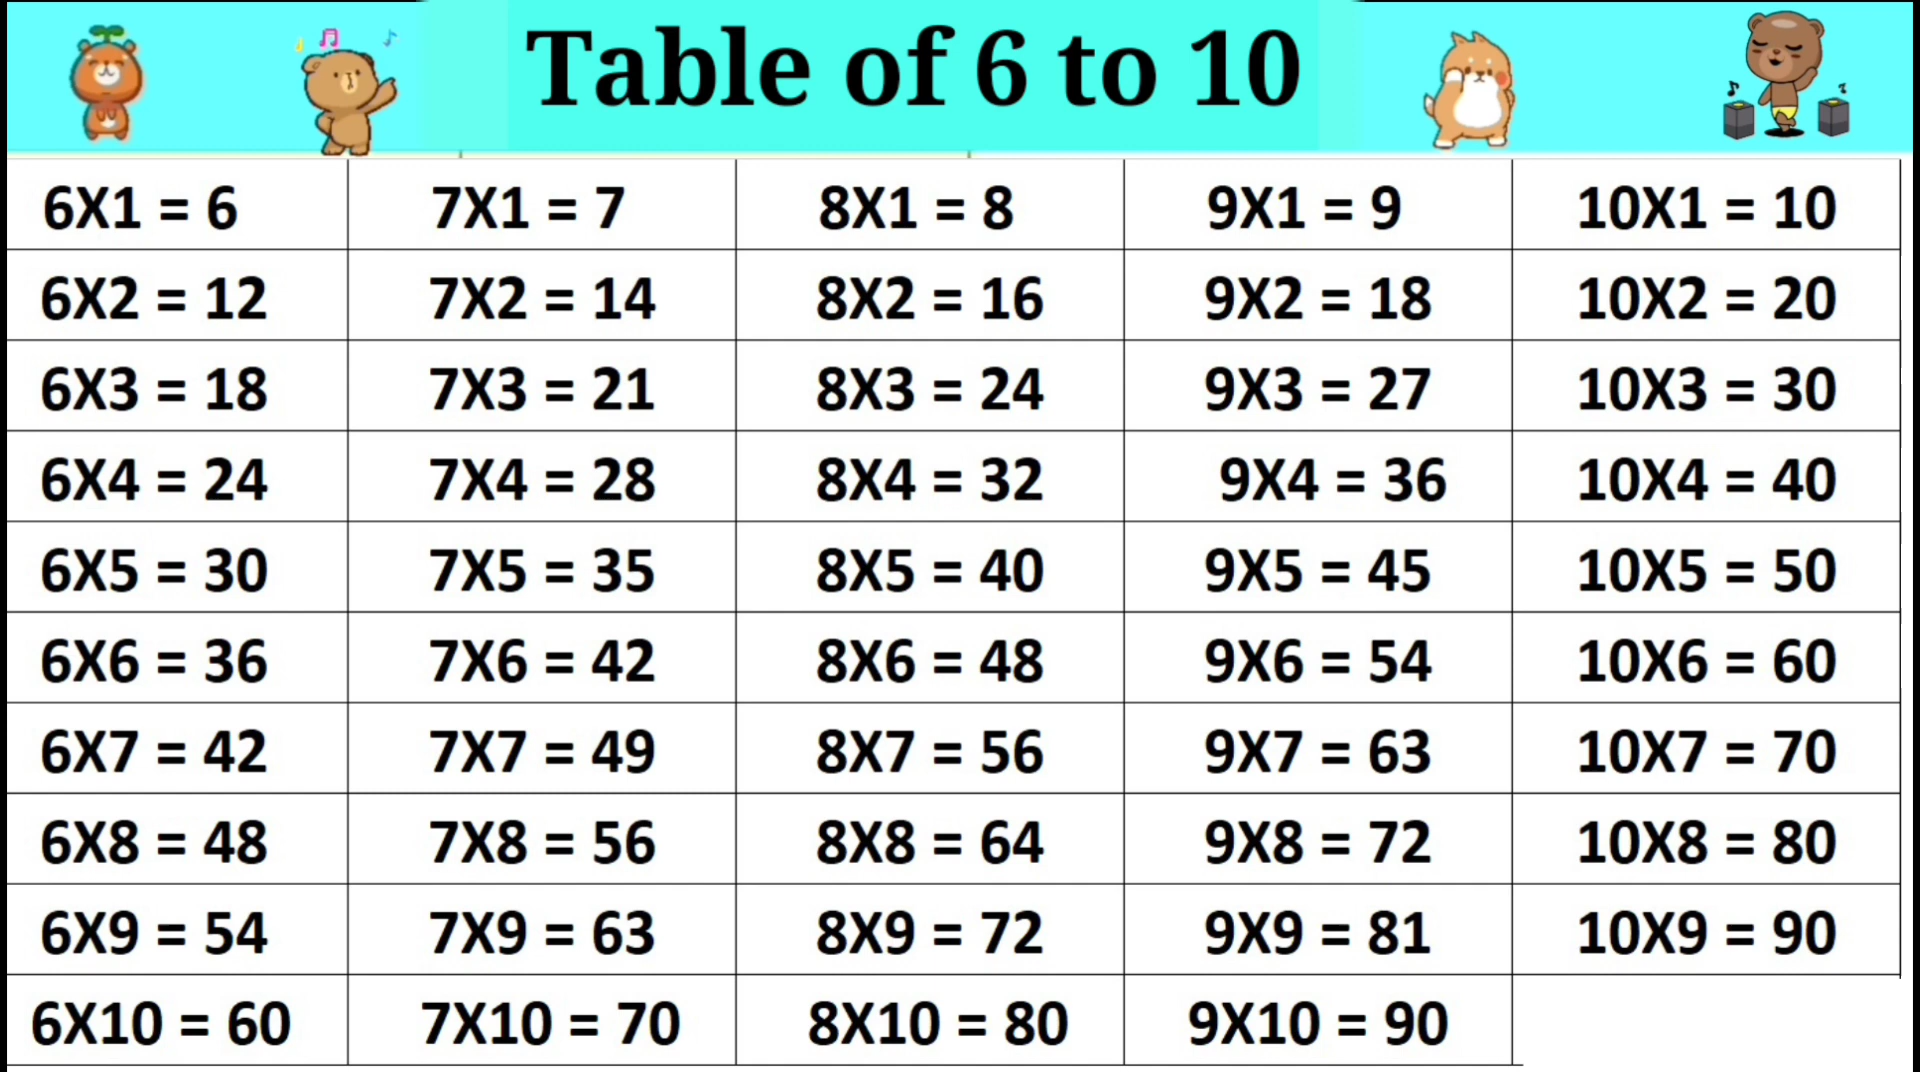 Table of 6 to 10
6X1 = 6 7X1 = 7 8X1 = 8 9X1 = 9 10X1 = 10
6X2 = 12 7X2 = 14 8X2 = 16 9X2 = 18 10X2 = 20
6X3 = 18 7X3 = 21 8X3 = 24 9X3 = 27 10X3 = 30
6X4 = 24 7X4 = 28 8X4 = 32 9X4 = 36 10X4 = 40
6X5 = 30 7X5 = 35 8X5 = 40 9X5 = 45 10X5 = 50
6X6 = 36 7X6 = 42 8X6 = 48 9X6 = 54 10X6 = 60
6X7 = 42 7X7 = 49 8X7 = 56 9X7 = 63 10X7 = 70
6X8 = 48 7X8 = 56 8X8 = 64 9X8 = 72 10X8 = 80
6X9 = 54 7X9 = 63 8X9 = 72 9X9 = 81 10X9 = 90
6X10 = 60 7X10 = 70 8X10 = 80 9X10 = 90